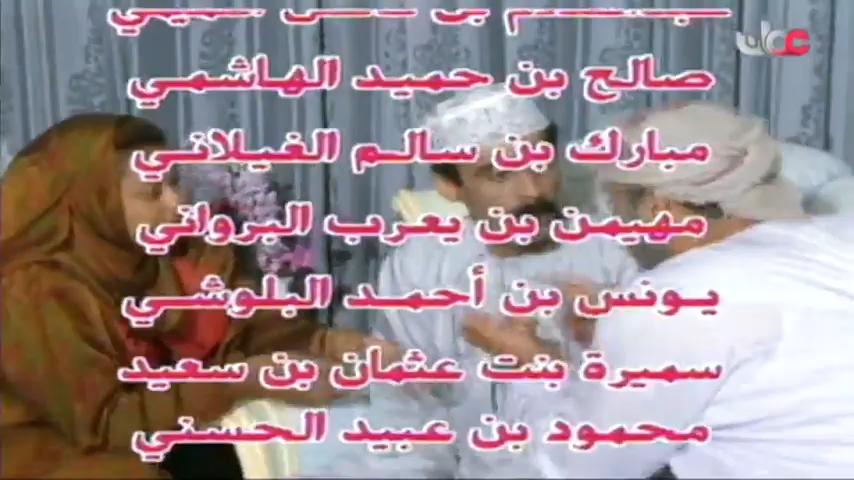 عمان
صالح بن حميد الهاشمي
مبارك بن سالم الغيلاني
مهيمن بن يعرب البرواني
يونس بن أحمد البلوشي
سميرة بنت عثمان بن سعيد
محمود بن عبيد الحسني